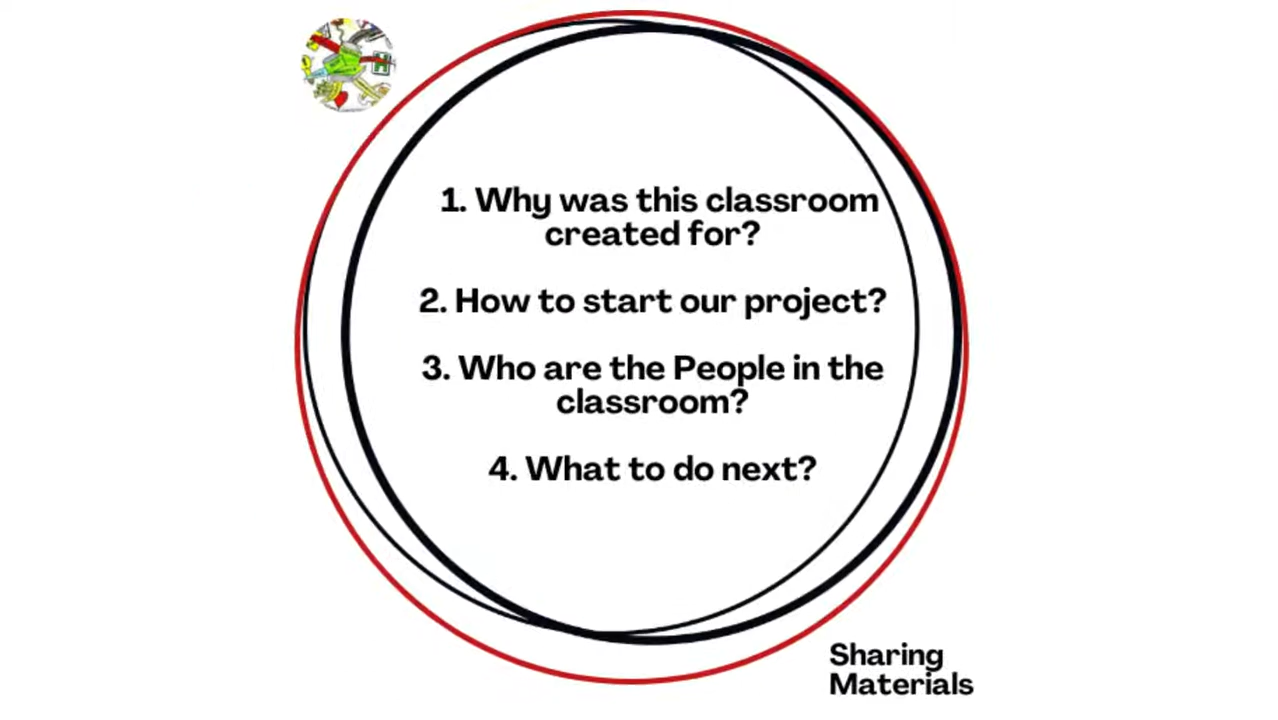 1. Why was this classroom
created for?
2. How to start our project?
3. Who are the People in the
classroom?
4. What to do next?
Sharing
Materials